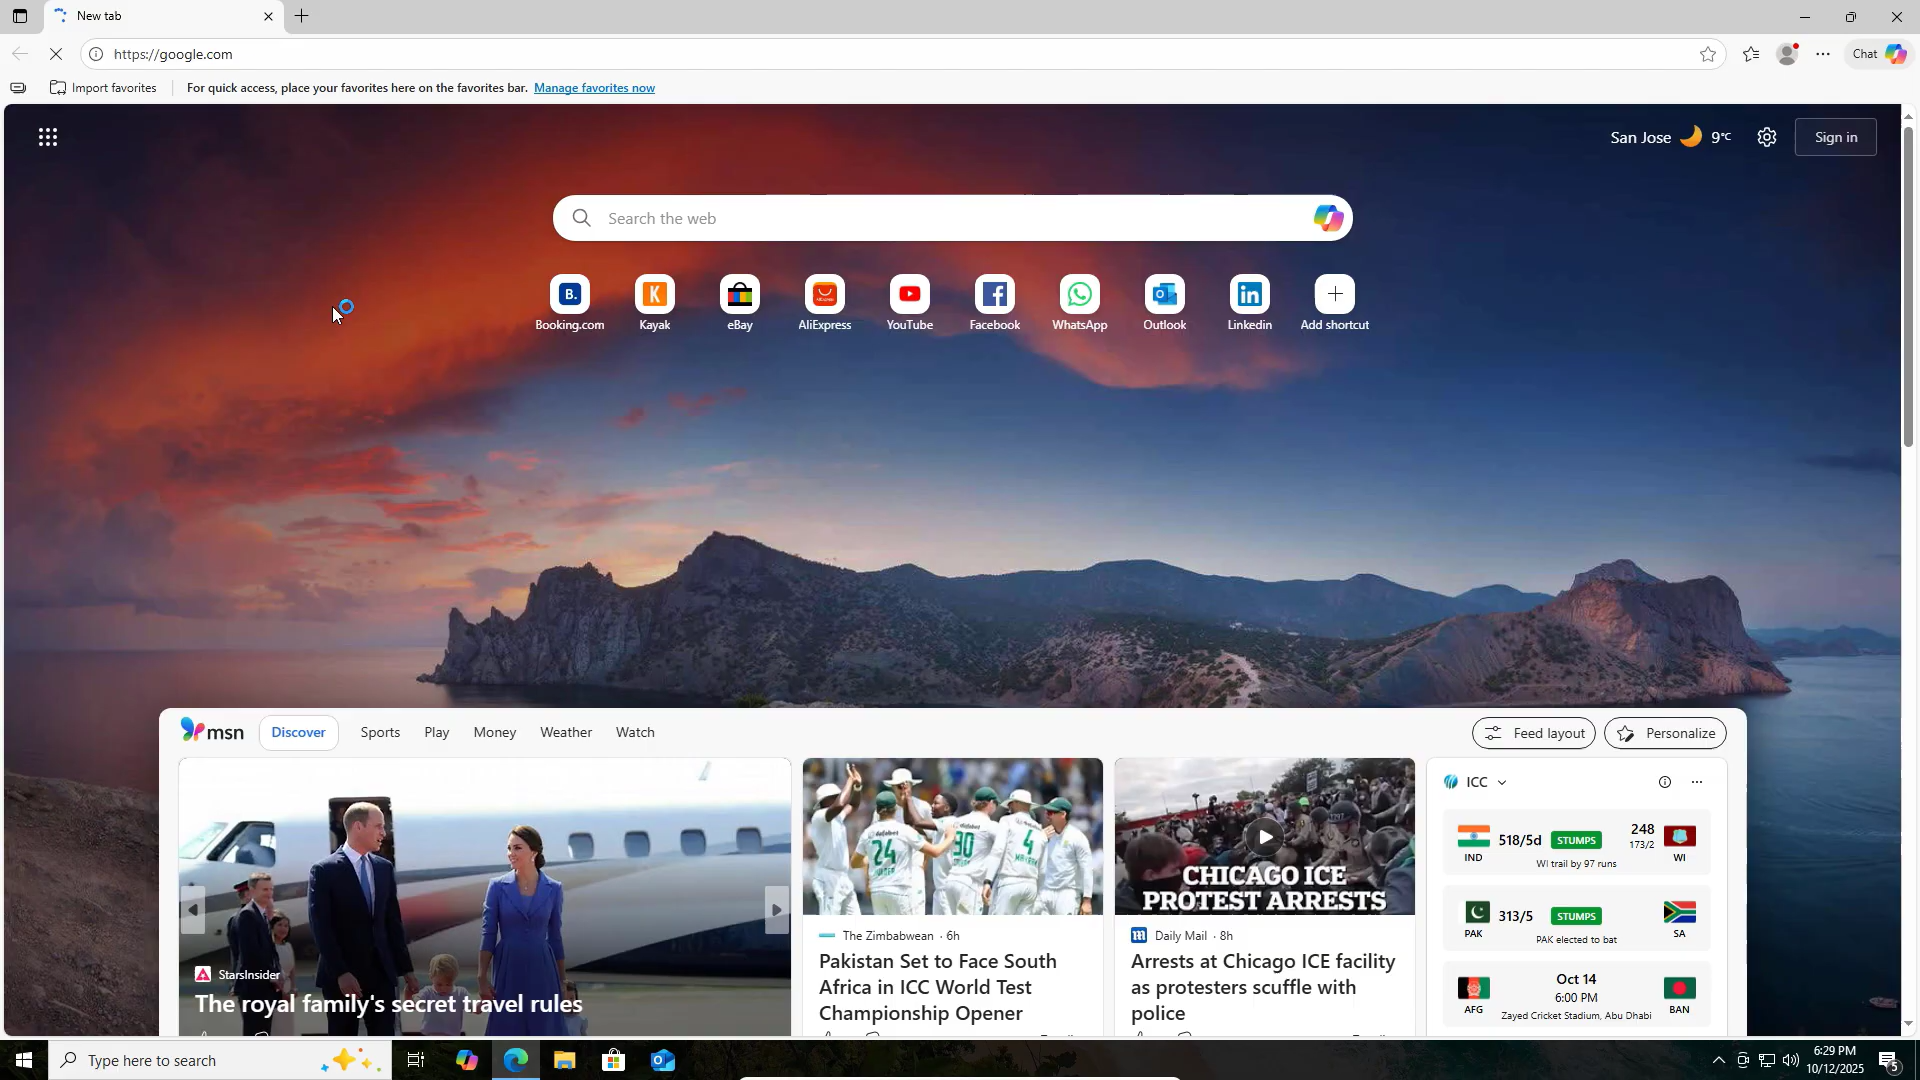 New tab
https://google.com
Chat
Import favorites
For quick access, place your favorites here on the favorites bar. Manage favorites now
San Jose 9°C
Sign in
Search the web
B.
Booking.com
K
Kayak
eBay
AliExpress
YouTube
Facebook
WhatsApp
Outlook
Linkedin
Add shortcut
msn
Discover
Sports
Play
Money
Weather
Watch
Feed layout
Personalize
StarsInsider
The royal family's secret travel rules
24
30
4
The Zimbabwean · 6h
Pakistan Set to Face South
Africa in ICC World Test
Championship Opener
CHICAGO ICE
PROTEST ARRESTS
Daily Mail · 8h
Arrests at Chicago ICE facility
as protesters scuffle with
police
ICC
IND
518/5d
STUMPS
248
173/2
WI
WI trail by 97 runs
PAK
313/5
STUMPS
SA
PAK elected to bat
AFG
Oct 14
6:00 PM
BAN
Zayed Cricket Stadium, Abu Dhabi
Type here to search
6:29 PM
10/12/2025
5